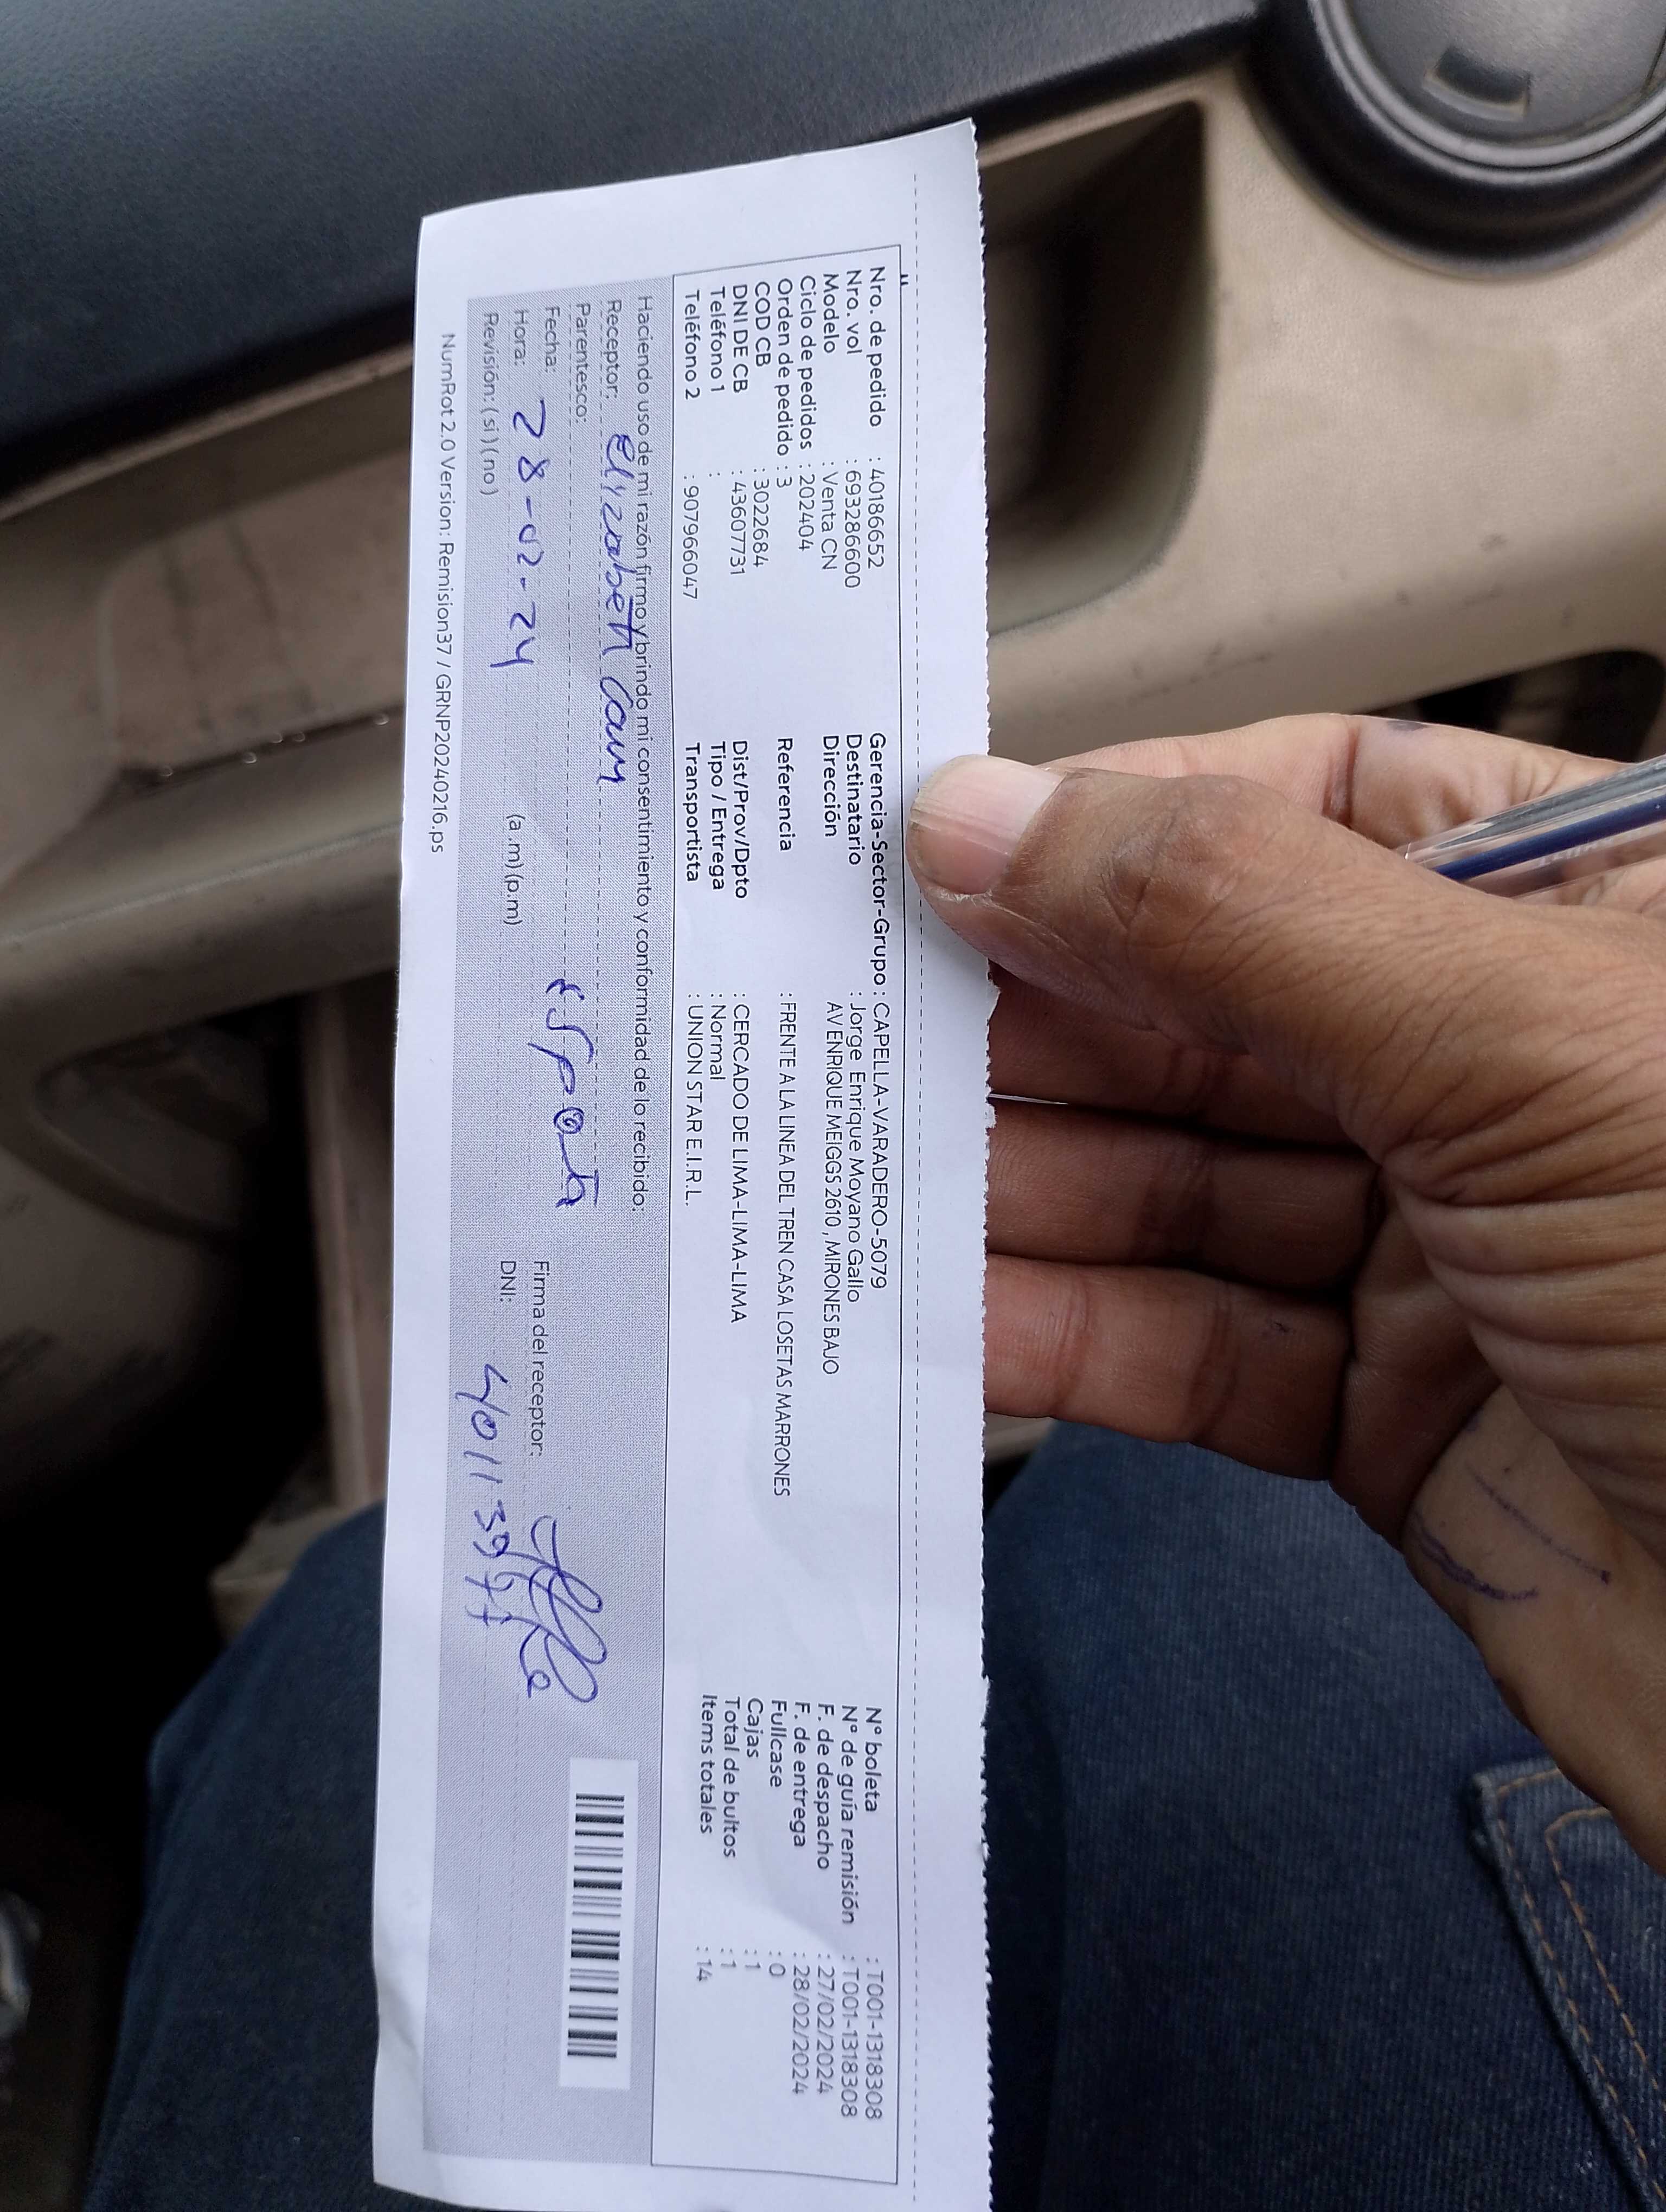 Nro. de pedido : 40186652
Nro. vol : 693286600
Modelo : Venta CN
Ciclo de pedidos : 202404
Orden de pedido : 3
COD CB : 3022684
DNI DE CB : 43607731
Teléfono 1 :
Teléfono 2 : 907966047
Gerencia-Sector-Grupo : CAPELLA-VARADERO-5079
Destinatario : Jorge Enrique Moyano Gallo
Dirección AV ENRIQUE MEIGGS 2610 , MIRONES BAJO
Referencia : FRENTE A LA LINEA DEL TREN CASA LOSETAS MARRONES
Dist/Prov/Dpto : CERCADO DE LIMA-LIMA-LIMA
Tipo / Entrega : Normal
Transportista : UNION STAR E.I.R.L.
N° boleta : T001-1318308
N° de guía remisión : T001-1318308
F. de despacho : 27/02/2024
F. de entrega : 28/02/2024
Fullcase : 0
Cajas : 1
Total de bultos : 1
Items totales : 14
Haciendo uso de mi razón firmo y brindo mi consentimiento y conformidad de lo recibido:
Receptor: Elizabeth
Parentesco:
Fecha: 28-02-24
Hora: (a .m) (p.m)
Revisión: (si ) ( no )
Firma del receptor:
DNI:
NumRot 2.0 Version: Remision37 / GRNP20240216.ps